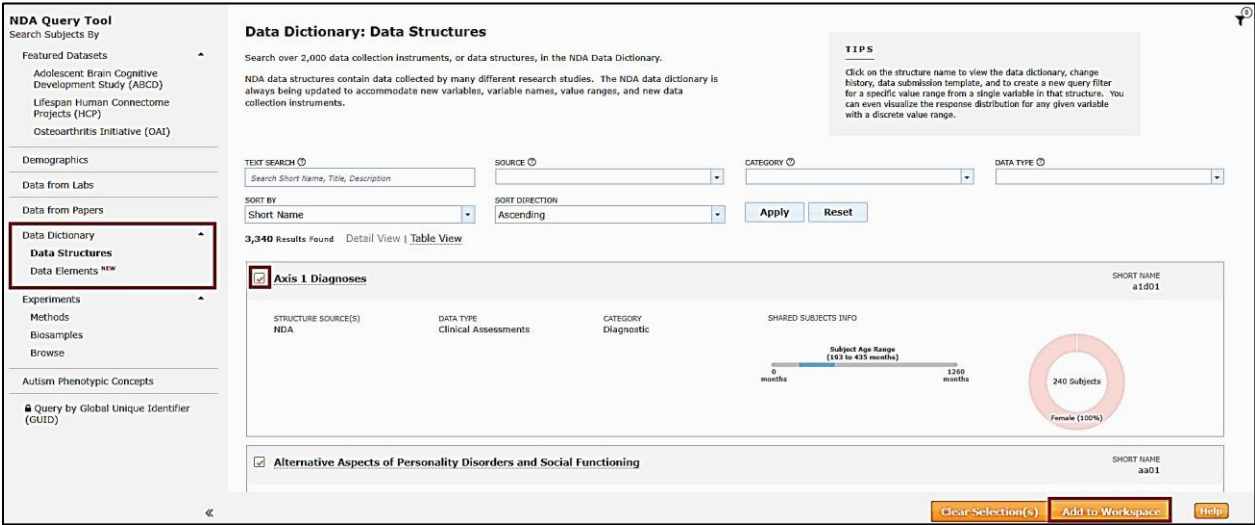 NDA Query Tool
Search Subjects By
Featured Datasets
Adolescent Brain Cognitive
Development Study (ABCD)
Lifespan Human Connectome
Projects (HCP)
Osteoarthritis Initiative (OAI)
Demographics
Data from Labs
Data from Papers
Data Dictionary
Data Structures
Data Elements NEW
Experiments
Methods
Biosamples
Browse
Autism Phenotypic Concepts
Query by Global Unique Identifier
(GUID)
«
0
Data Dictionary: Data Structures
Search over 2,000 data collection instruments, or data structures, in the NDA Data Dictionary.
NDA data structures contain data collected by many different research studies. The NDA data dictionary is
always being updated to accommodate new variables, variable names, value ranges, and new data
collection instruments.
TIPS
Click on the structure name to view the data dictionary, change
history, data submission template, and to create a new query filter
for a specific value range from a single variable in that structure. You
can even visualize the response distribution for any given variable
with a discrete value range.
TEXT SEARCH ? SOURCE ? CATEGORY ? DATA TYPE ?
Search Short Name, Title, Description
SORT BY SORT DIRECTION
Short Name Ascending Apply Reset
3,340 Results Found Detail View | Table View
Axis 1 Diagnoses
SHORT NAME
a1d01
STRUCTURE SOURCE(S)
NDA
DATA TYPE
Clinical Assessments
CATEGORY
Diagnostic
SHARED SUBJECTS INFO
Subject Age Range
(193 to 435 months)
0
months
1260
months
240 Subjects
Female (100%)
Alternative Aspects of Personality Disorders and Social Functioning
SHORT NAME
aa01
Clear Selection(s) Add to Workspace Help